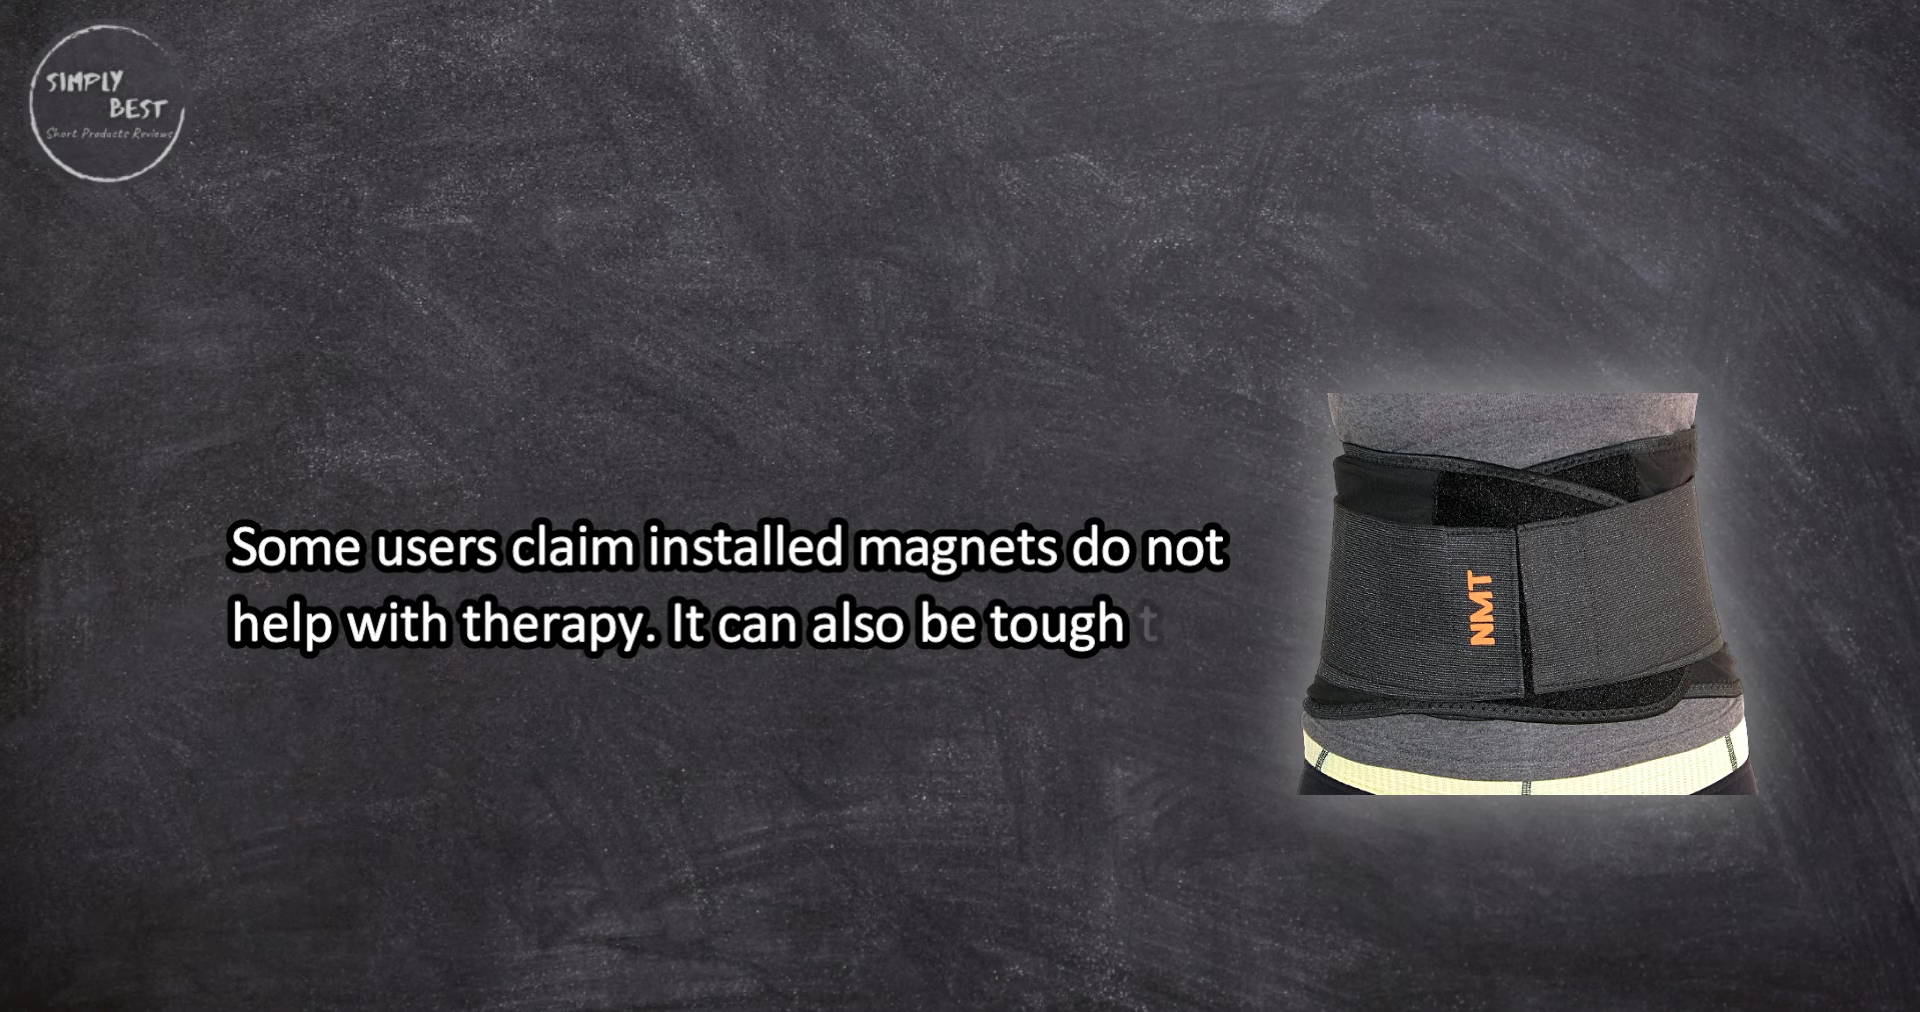 SIMPLY
BEST
Short Products Reviews
Some users claim installed magnets do not
help with therapy. It can also be tough t
NMT